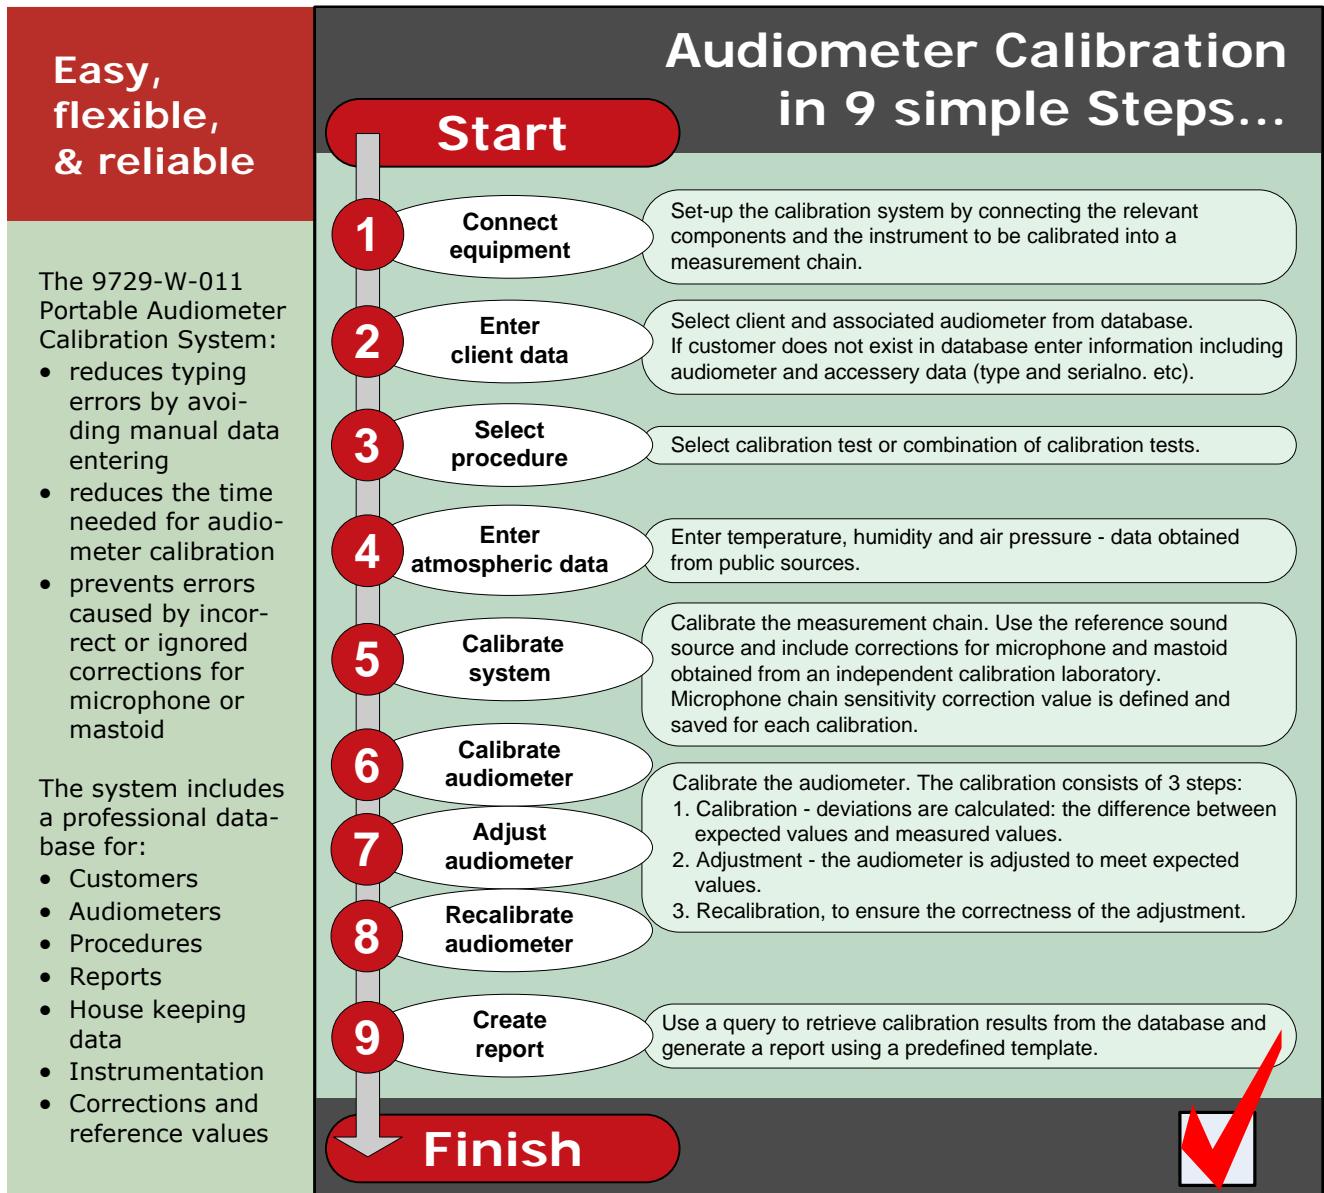 Easy,
flexible,
& reliable
The 9729-W-011
Portable Audiometer
Calibration System:
• reduces typing
errors by avoi-
ding manual data
entering
• reduces the time
needed for audio-
meter calibration
• prevents errors
caused by incor-
rect or ignored
corrections for
microphone or
mastoid
The system includes
a professional data-
base for:
• Customers
• Audiometers
• Procedures
• Reports
• House keeping
data
• Instrumentation
• Corrections and
reference values
Audiometer Calibration
in 9 simple Steps...
Start
1
Connect
equipment
Set-up the calibration system by connecting the relevant
components and the instrument to be calibrated into a
measurement chain.
2
Enter
client data
Select client and associated audiometer from database.
If customer does not exist in database enter information including
audiometer and accessery data (type and serialno. etc).
3
Select
procedure
Select calibration test or combination of calibration tests.
4
Enter
atmospheric data
Enter temperature, humidity and air pressure - data obtained
from public sources.
5
Calibrate
system
Calibrate the measurement chain. Use the reference sound
source and include corrections for microphone and mastoid
obtained from an independent calibration laboratory.
Microphone chain sensitivity correction value is defined and
saved for each calibration.
6
Calibrate
audiometer
7
Adjust
audiometer
8
Recalibrate
audiometer
Calibrate the audiometer. The calibration consists of 3 steps:
1. Calibration - deviations are calculated: the difference between
expected values and measured values.
2. Adjustment - the audiometer is adjusted to meet expected
values.
3. Recalibration, to ensure the correctness of the adjustment.
9
Create
report
Use a query to retrieve calibration results from the database and
generate a report using a predefined template.
Finish